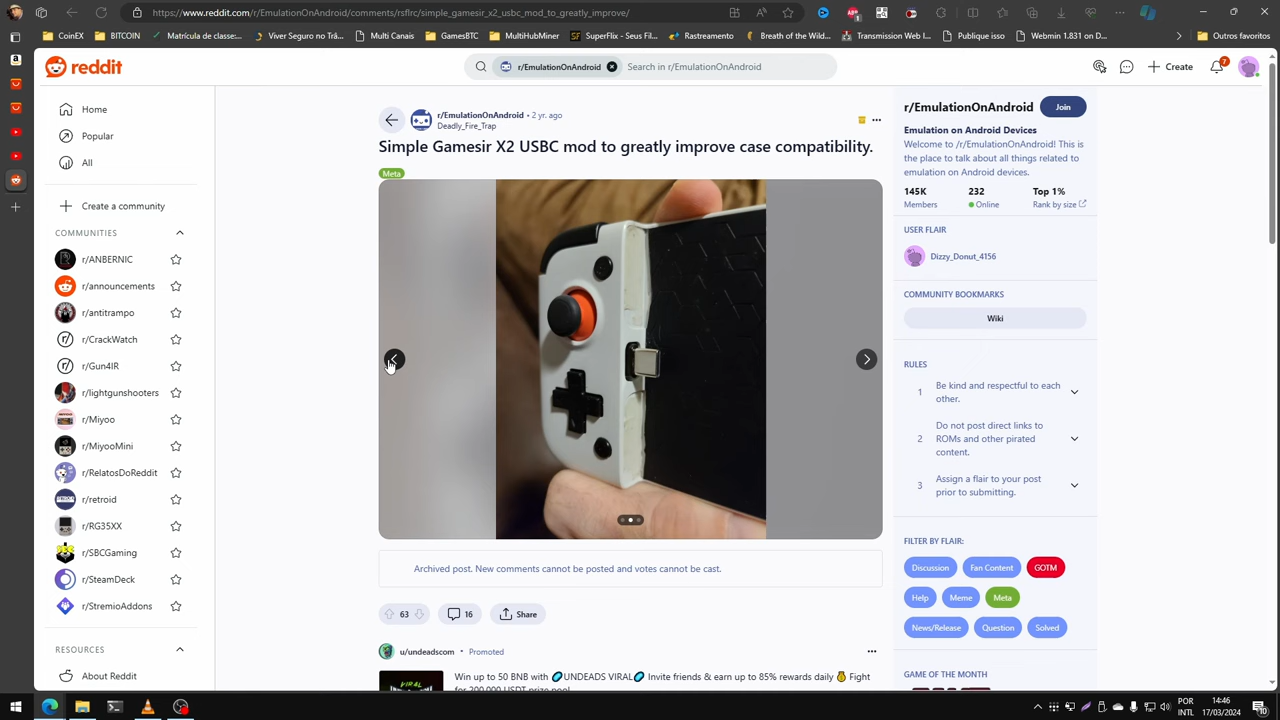 https://www.reddit.com/r/EmulationOnAndroid/comments/…/simple_gamesir_x2_usbc_mod_to_greatly_improve/
CoinEX
BITCOIN
Matrícula de classe:...
Viver Seguro no Trâ...
Multi Canais
GamesBTC
MultiHubMiner
SuperFlix - Seus Fil...
Rastreamento
Breath of the Wild...
Transmission Web I...
Publique isso
Webmin 1.831 on D...
Outros favoritos
reddit
r/EmulationOnAndroid
Search in r/EmulationOnAndroid
Create
7
Home
Popular
All
Create a community
COMMUNITIES
r/ANBERNIC
r/announcements
r/antitrampo
r/CrackWatch
r/Gun4IR
r/lightgunshooters
r/Miyoo
r/MiyooMini
r/RelatosDoReddit
r/retroid
r/RG35XX
r/SBCGaming
r/SteamDeck
r/StremioAddons
RESOURCES
About Reddit
r/EmulationOnAndroid • 2 yr. ago
Deadly_Fire_Trap
Simple Gamesir X2 USBC mod to greatly improve case compatibility.
Meta
Archived post. New comments cannot be posted and votes cannot be cast.
63
16
Share
u/undeadscom • Promoted
Win up to 50 BNB with UNDEADS VIRAL Invite friends & earn up to 85% rewards daily Fight
for 200,000 USDT prize pool
VIRAL
r/EmulationOnAndroid
Join
Emulation on Android Devices
Welcome to /r/EmulationOnAndroid! This is
the place to talk about all things related to
emulation on Android devices.
145K
232
Top 1%
Members
Online
Rank by size
USER FLAIR
Dizzy_Donut_4156
COMMUNITY BOOKMARKS
Wiki
RULES
1 Be kind and respectful to each
other.
2 Do not post direct links to
ROMs and other pirated
content.
3 Assign a flair to your post
prior to submitting.
FILTER BY FLAIR:
Discussion
Fan Content
GOTM
Help
Meme
Meta
News/Release
Question
Solved
GAME OF THE MONTH
POR
INTL
14:46
17/03/2024
10